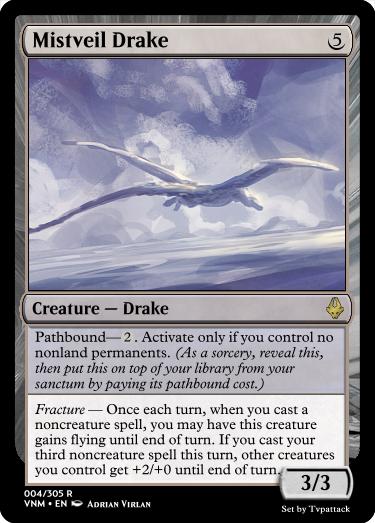 Mistveil Drake 5
Creature — Drake
Pathbound—2. Activate only if you control no
nonland permanents. (As a sorcery, reveal this,
then put this on top of your library from your
sanctum by paying its pathbound cost.)
Fracture — Once each turn, when you cast a
noncreature spell, you may have this creature
gains flying until end of turn. If you cast your
third noncreature spell this turn, other creatures
you control get +2/+0 until end of turn.
3/3
004/305 R
VNM • EN Adrian Virlan
Set by Tvpattack